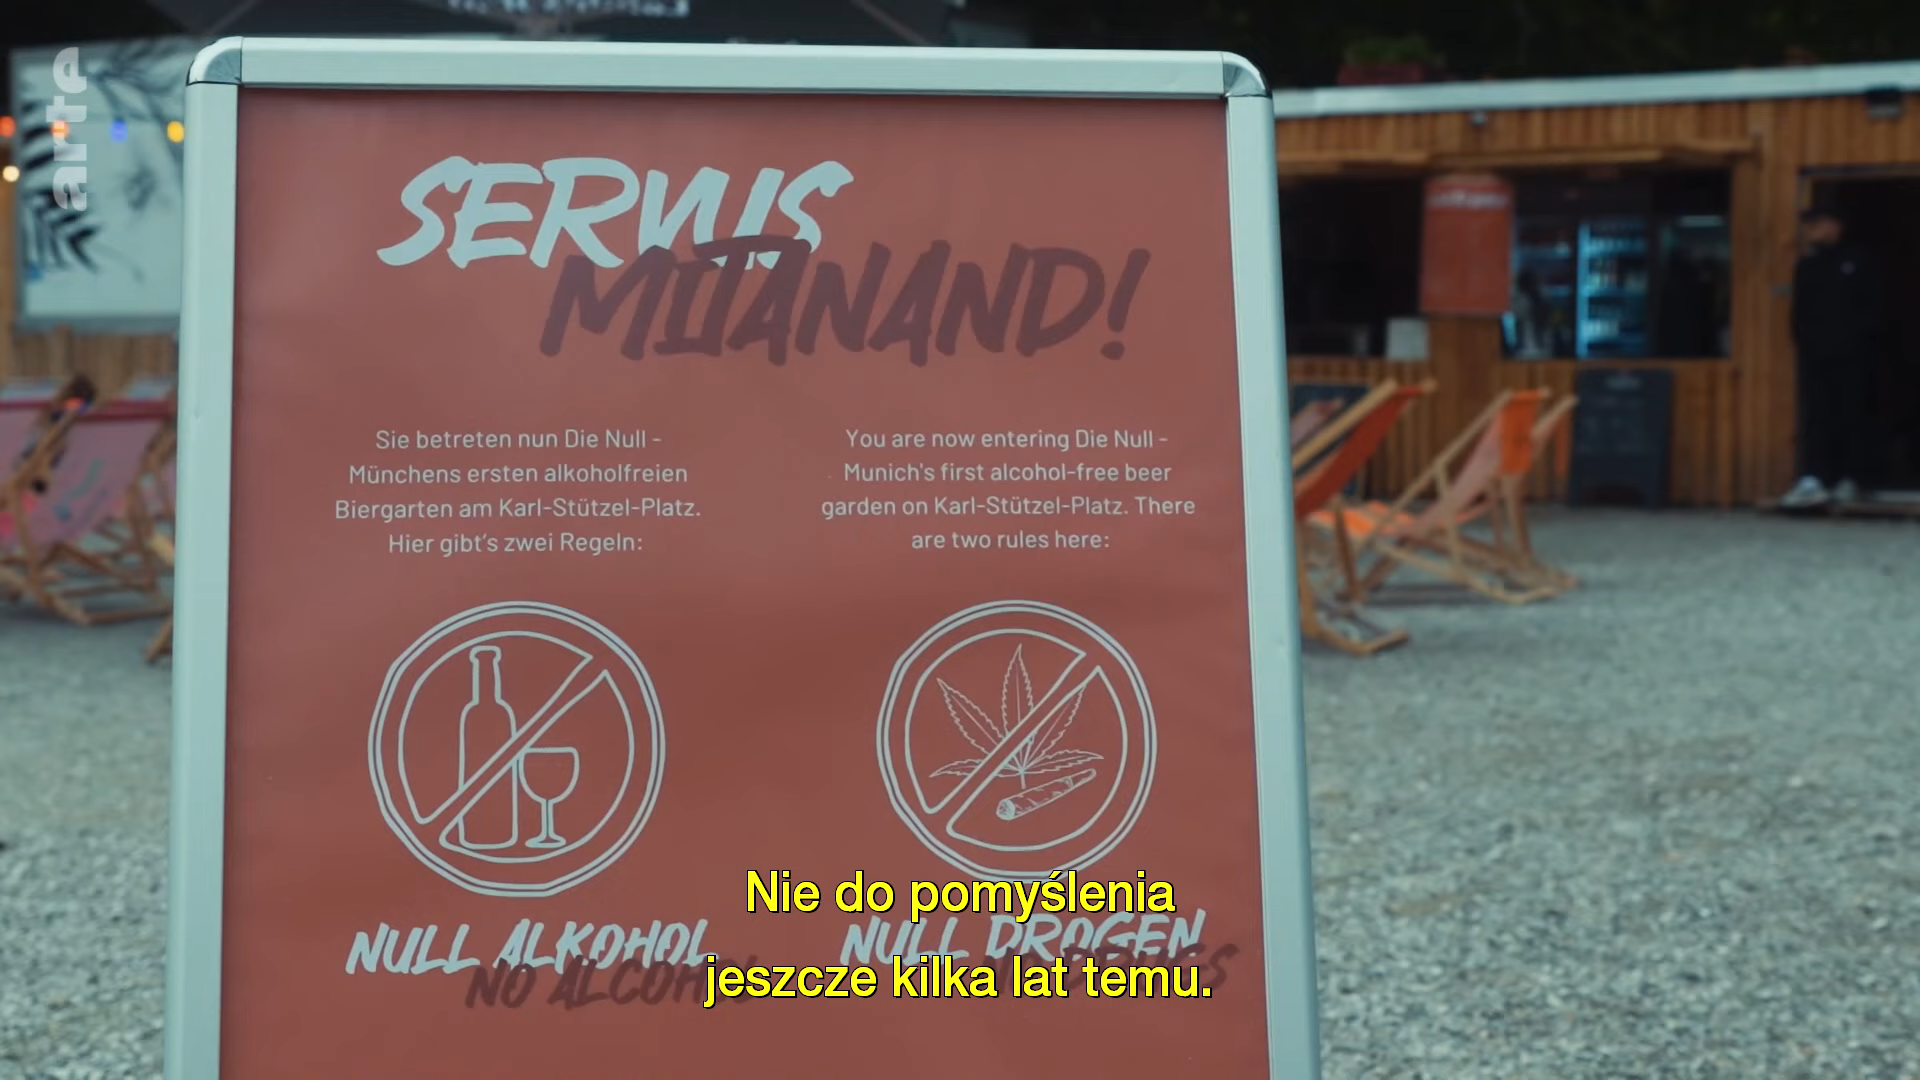 arte
SERVUS
MITANAND!
Sie betreten nun Die Null -
Münchens ersten alkoholfreien
Biergarten am Karl-Stützel-Platz.
Hier gibt's zwei Regeln:
You are now entering Die Null -
Munich's first alcohol-free beer
garden on Karl-Stützel-Platz. There
are two rules here:
NULL ALKOHOL
NO ALCOHOL
NULL DROGEN
Nie do pomyślenia
jeszcze kilka lat temu.